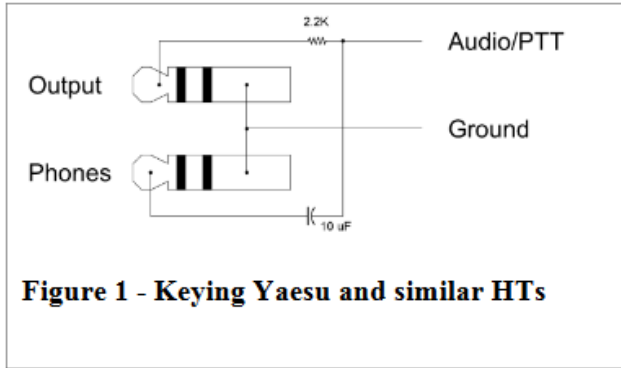 2.2K
Audio/PTT
Output
Ground
Phones
10 uF
Figure 1 - Keying Yaesu and similar HTs